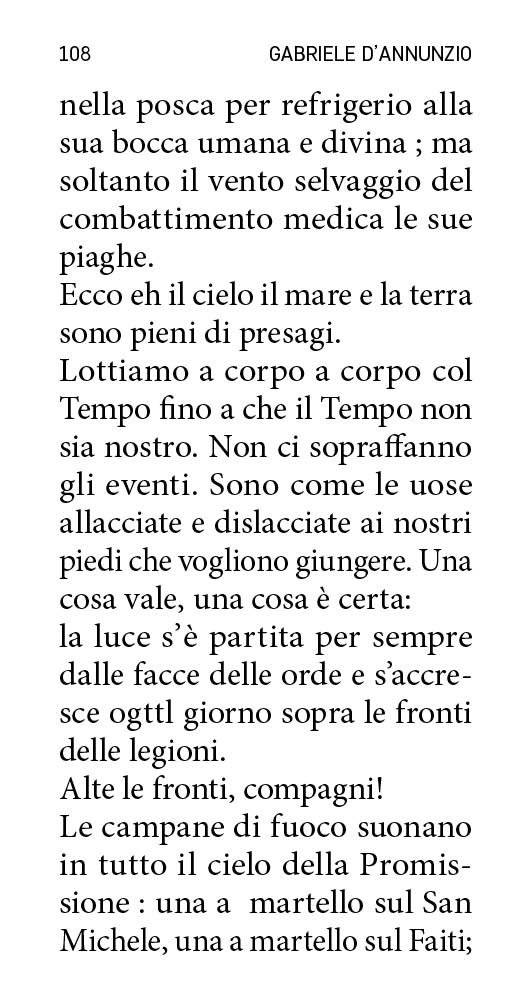 108 GABRIELE D’ANNUNZIO
nella posca per refrigerio alla
sua bocca umana e divina ; ma
soltanto il vento selvaggio del
combattimento medica le sue
piaghe.
Ecco eh il cielo il mare e la terra
sono pieni di presagi.
Lottiamo a corpo a corpo col
Tempo fino a che il Tempo non
sia nostro. Non ci sopraffanno
gli eventi. Sono come le uose
allacciate e dislacciate ai nostri
piedi che vogliono giungere. Una
cosa vale, una cosa è certa:
la luce s’è partita per sempre
dalle facce delle orde e s’accre-
sce ogttl giorno sopra le fronti
delle legioni.
Alte le fronti, compagni!
Le campane di fuoco suonano
in tutto il cielo della Promis-
sione : una a  martello sul San
Michele, una a martello sul Faiti;